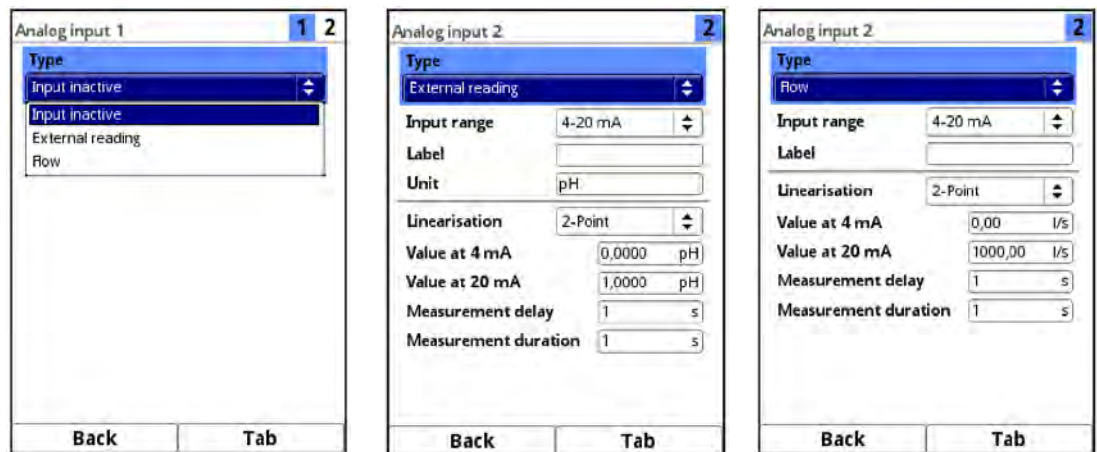 Analog input 1 1 2
Type
Input inactive
Input inactive
External reading
Flow
Back Tab
Analog input 2 2
Type
External reading
Input range 4-20 mA
Label
Unit pH
Linearisation 2-Point
Value at 4 mA 0,0000 pH
Value at 20 mA 1,0000 pH
Measurement delay 1 s
Measurement duration 1 s
Back Tab
Analog input 2 2
Type
Flow
Input range 4-20 mA
Label
Linearisation 2-Point
Value at 4 mA 0,00 l/s
Value at 20 mA 1000,00 l/s
Measurement delay 1 s
Measurement duration 1 s
Back Tab